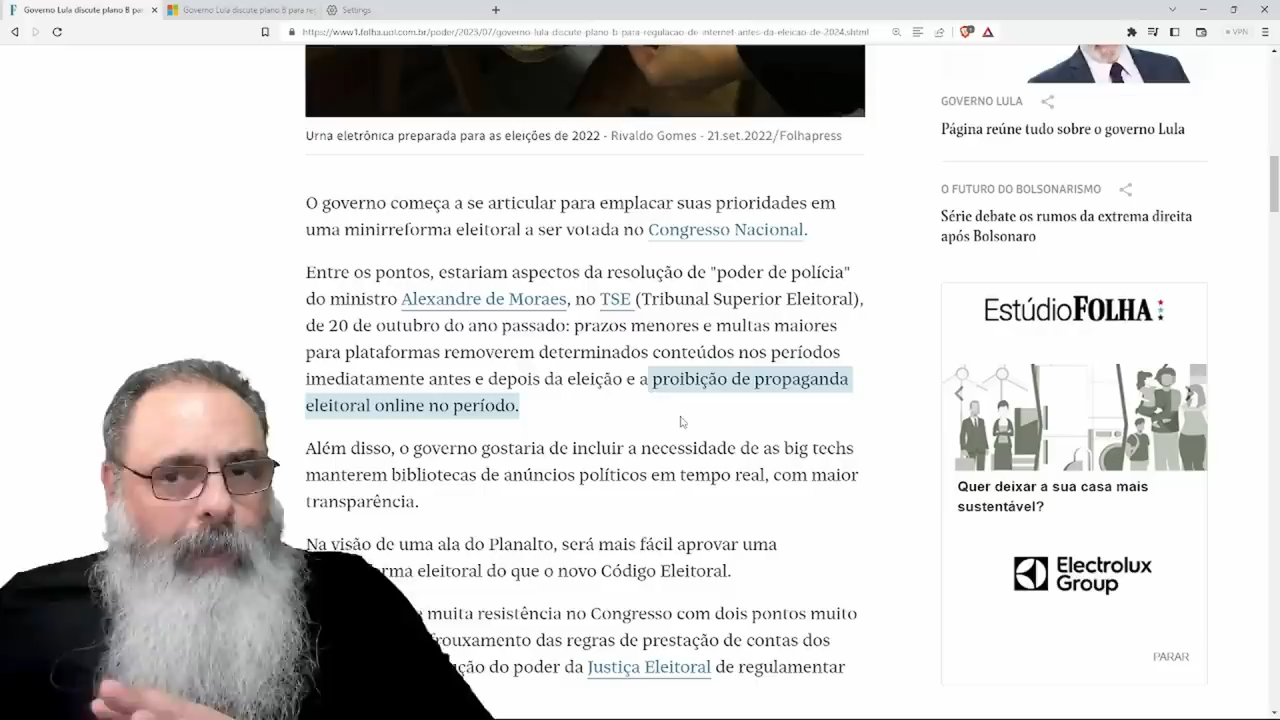 Governo Lula discute plano B pa
Governo Lula discute plano B para re
Settings
https://www1.folha.uol.com.br/poder/2023/07/governo-lula-discute-plano-b-para-regulacao-de-internet-antes-da-eleicao-de-2024.shtml
VPN
Urna eletrônica preparada para as eleições de 2022 - Rivaldo Gomes - 21.set.2022/Folhapress
O governo começa a se articular para emplacar suas prioridades em
uma minirreforma eleitoral a ser votada no Congresso Nacional.
Entre os pontos, estariam aspectos da resolução de "poder de polícia"
do ministro Alexandre de Moraes, no TSE (Tribunal Superior Eleitoral),
de 20 de outubro do ano passado: prazos menores e multas maiores
para plataformas removerem determinados conteúdos nos períodos
imediatamente antes e depois da eleição e a proibição de propaganda
eleitoral online no período.
Além disso, o governo gostaria de incluir a necessidade de as big techs
manterem bibliotecas de anúncios políticos em tempo real, com maior
transparência.
Na visão de uma ala do Planalto, será mais fácil aprovar uma
forma eleitoral do que o novo Código Eleitoral.
e muita resistência no Congresso com dois pontos muito
frouxamento das regras de prestação de contas dos
ção do poder da Justiça Eleitoral de regulamentar
GOVERNO LULA
Página reúne tudo sobre o governo Lula
O FUTURO DO BOLSONARISMO
Série debate os rumos da extrema direita
após Bolsonaro
EstúdioFOLHA
Quer deixar a sua casa mais
sustentável?
Electrolux
Group
PARAR